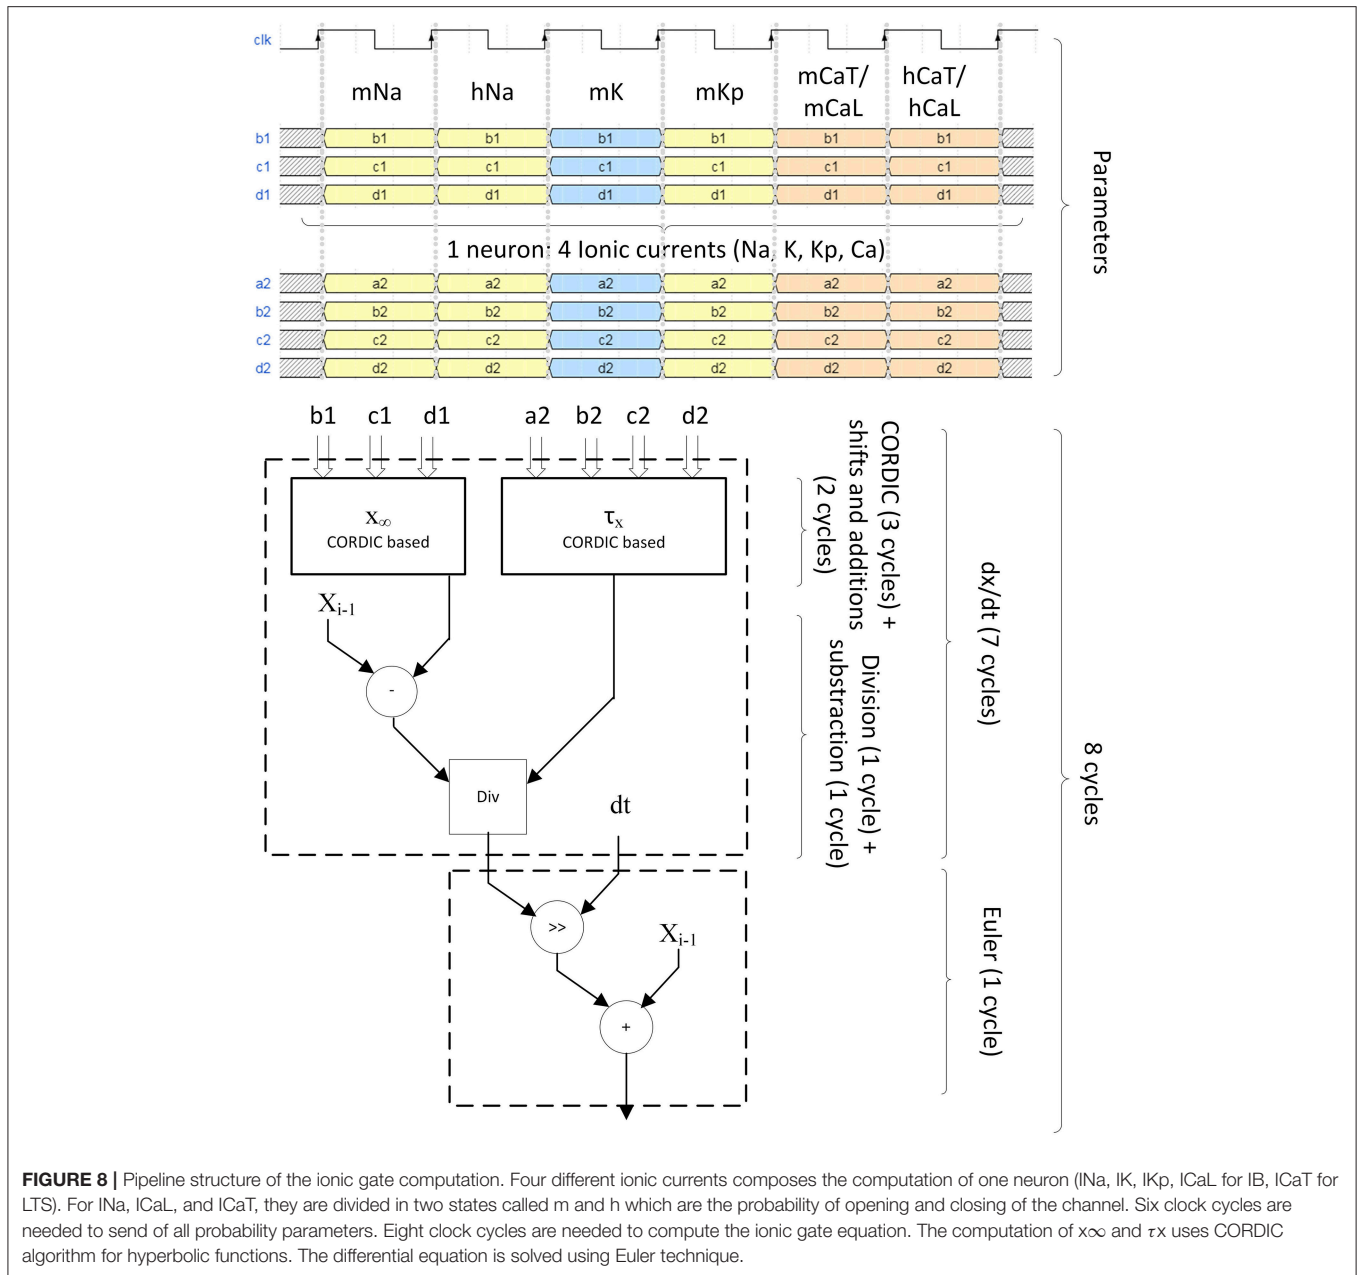 clk
mNa hNa mK mKp mCaT/ hCaT/
mCaL hCaL
b1 b1 b1 b1 b1 b1 b1
c1 c1 c1 c1 c1 c1 c1
d1 d1 d1 d1 d1 d1 d1
Parameters
1 neuron: 4 Ionic currents (Na, K, Kp, Ca)
a2 a2 a2 a2 a2 a2 a2
b2 b2 b2 b2 b2 b2 b2
c2 c2 c2 c2 c2 c2 c2
d2 d2 d2 d2 d2 d2 d2
b1 c1 d1 a2 b2 c2 d2
x∞
CORDIC based
τx
CORDIC based
CORDIC (3 cycles) +
shifts and additions
(2 cycles)
Xi-1
-
Div
dt
Division (1 cycle) +
substraction (1 cycle)
dx/dt (7 cycles)
8 cycles
>>
Xi-1
+
Euler (1 cycle)
FIGURE 8 | Pipeline structure of the ionic gate computation. Four different ionic currents composes the computation of one neuron (INa, IK, IKp, ICaL for IB, ICaT for
LTS). For INa, ICaL, and ICaT, they are divided in two states called m and h which are the probability of opening and closing of the channel. Six clock cycles are
needed to send of all probability parameters. Eight clock cycles are needed to compute the ionic gate equation. The computation of x∞ and τx uses CORDIC
algorithm for hyperbolic functions. The differential equation is solved using Euler technique.